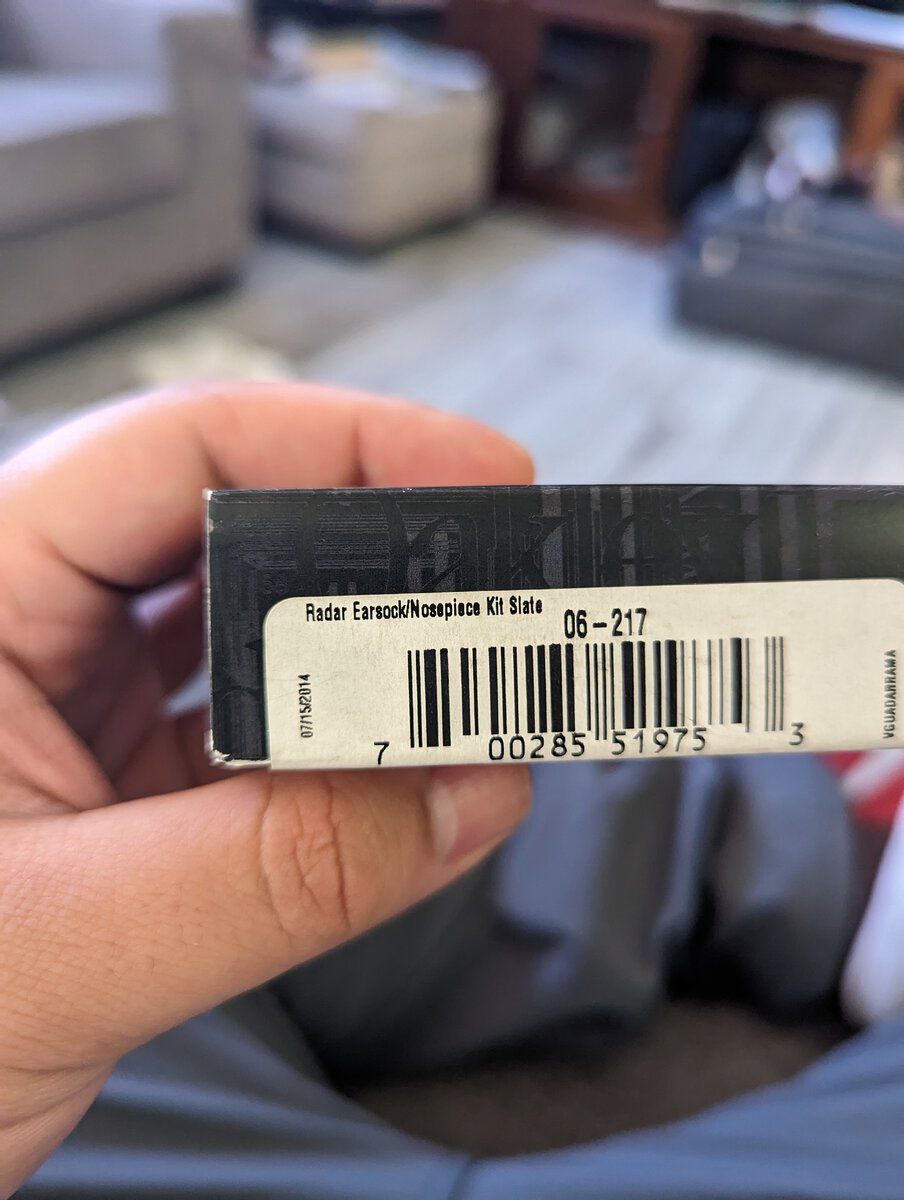 Radar Earsock/Nosepiece Kit Slate
06-217
07/15/2014
7 00285 51975 3
VGUADARRAMA